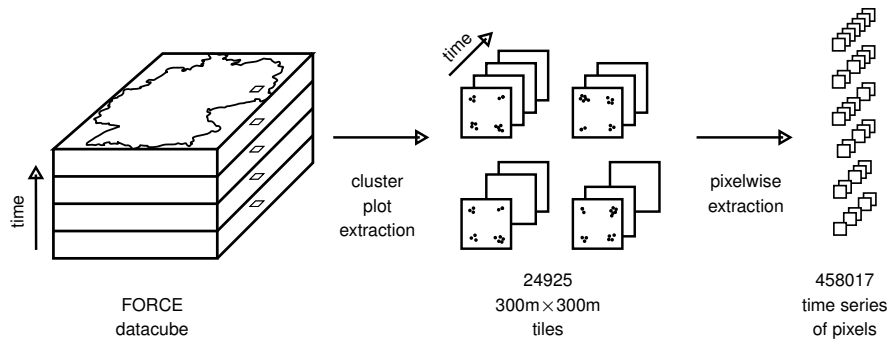 time
FORCE
datacube
cluster
plot
extraction
time
24925
300m×300m
tiles
pixelwise
extraction
458017
time series
of pixels